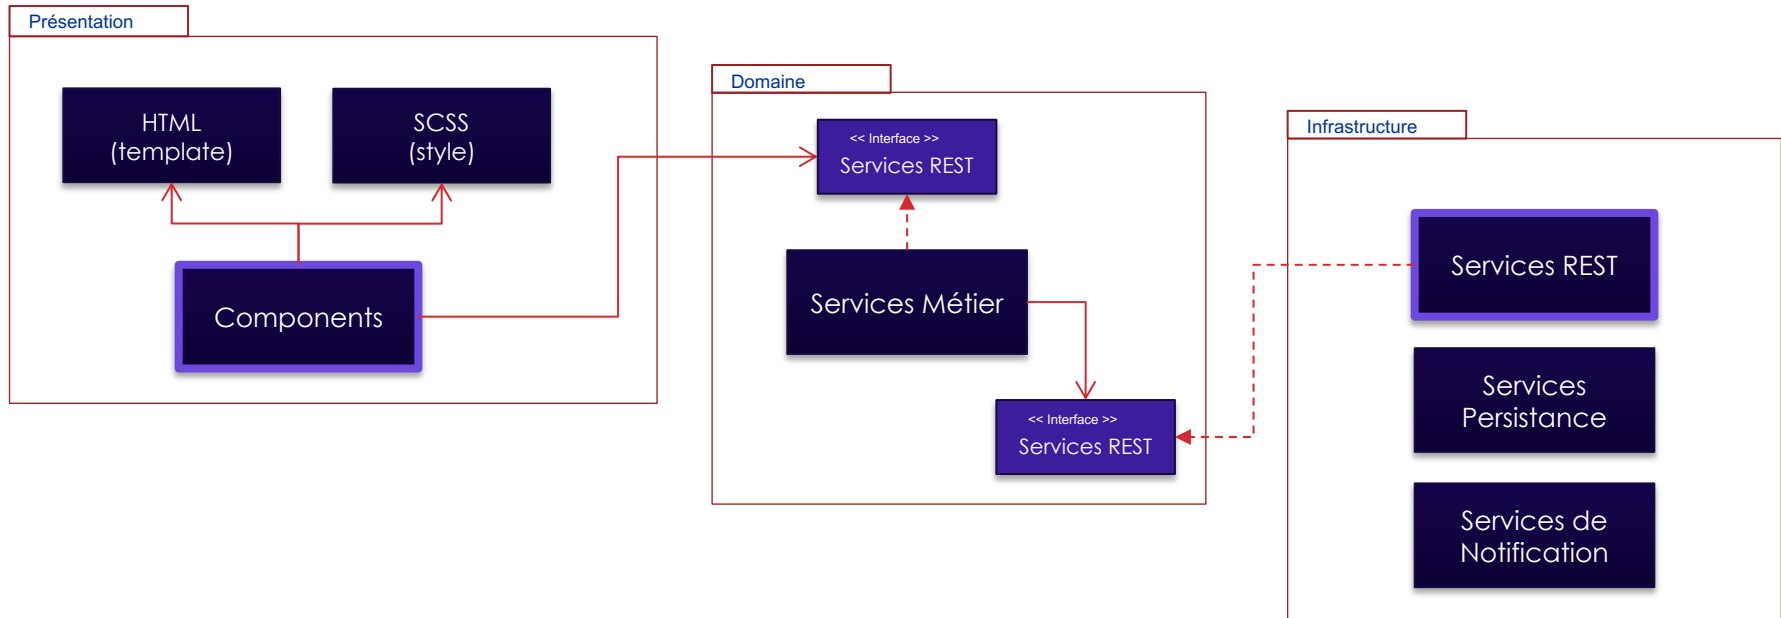 Présentation
HTML
(template)
SCSS
(style)
Components
Domaine
<< Interface >>
Services REST
Services Métier
<< Interface >>
Services REST
Infrastructure
Services REST
Services
Persistance
Services de
Notification